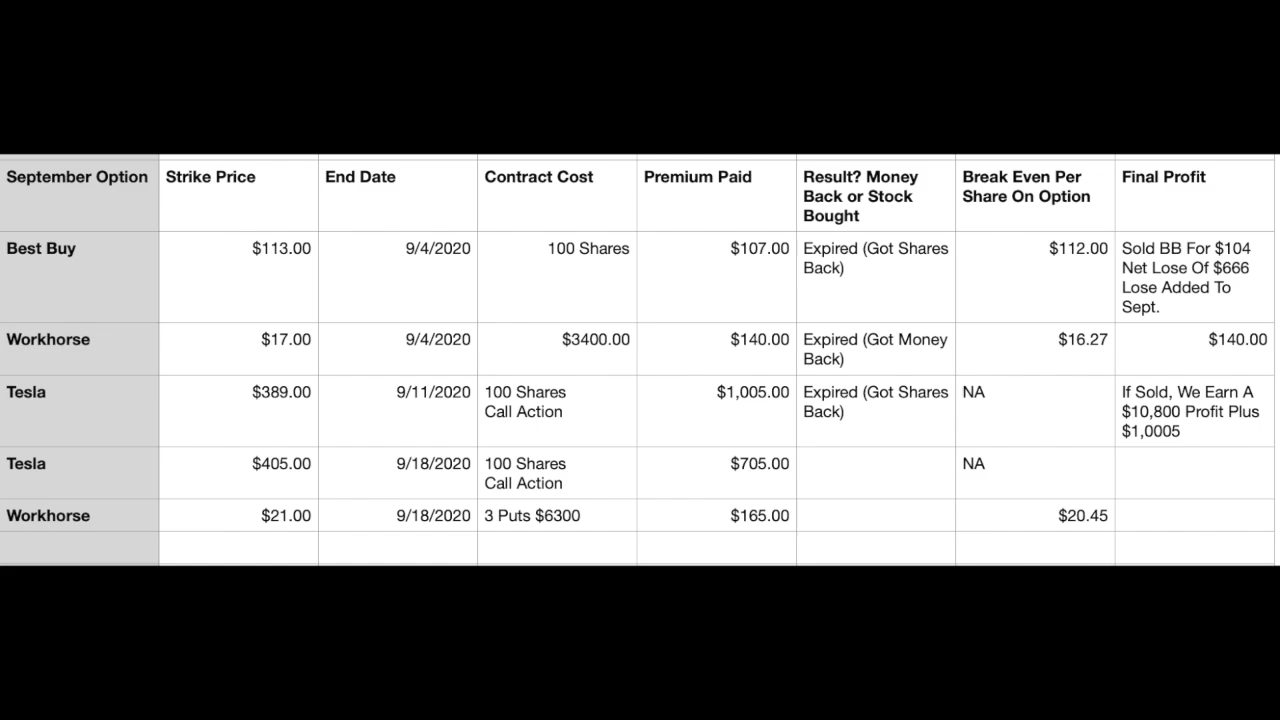 September Option
Strike Price
End Date
Contract Cost
Premium Paid
Result? Money
Back or Stock
Bought
Break Even Per
Share On Option
Final Profit
Best Buy
$113.00
9/4/2020
100 Shares
$107.00
Expired (Got Shares
Back)
$112.00
Sold BB For $104
Net Lose Of $666
Lose Added To
Sept.
Workhorse
$17.00
9/4/2020
$3400.00
$140.00
Expired (Got Money
Back)
$16.27
$140.00
Tesla
$389.00
9/11/2020
100 Shares
Call Action
$1,005.00
Expired (Got Shares
Back)
NA
If Sold, We Earn A
$10,800 Profit Plus
$1,0005
Tesla
$405.00
9/18/2020
100 Shares
Call Action
$705.00
NA
Workhorse
$21.00
9/18/2020
3 Puts $6300
$165.00
$20.45